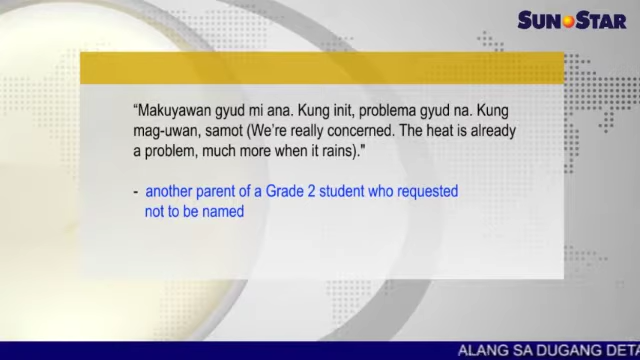 SUN STAR
“Makuyawan gyud mi ana. Kung init, problema gyud na. Kung
mag-uwan, samot (We’re really concerned. The heat is already
a problem, much more when it rains)."
- another parent of a Grade 2 student who requested
not to be named
ALANG SA DUGANG DETA